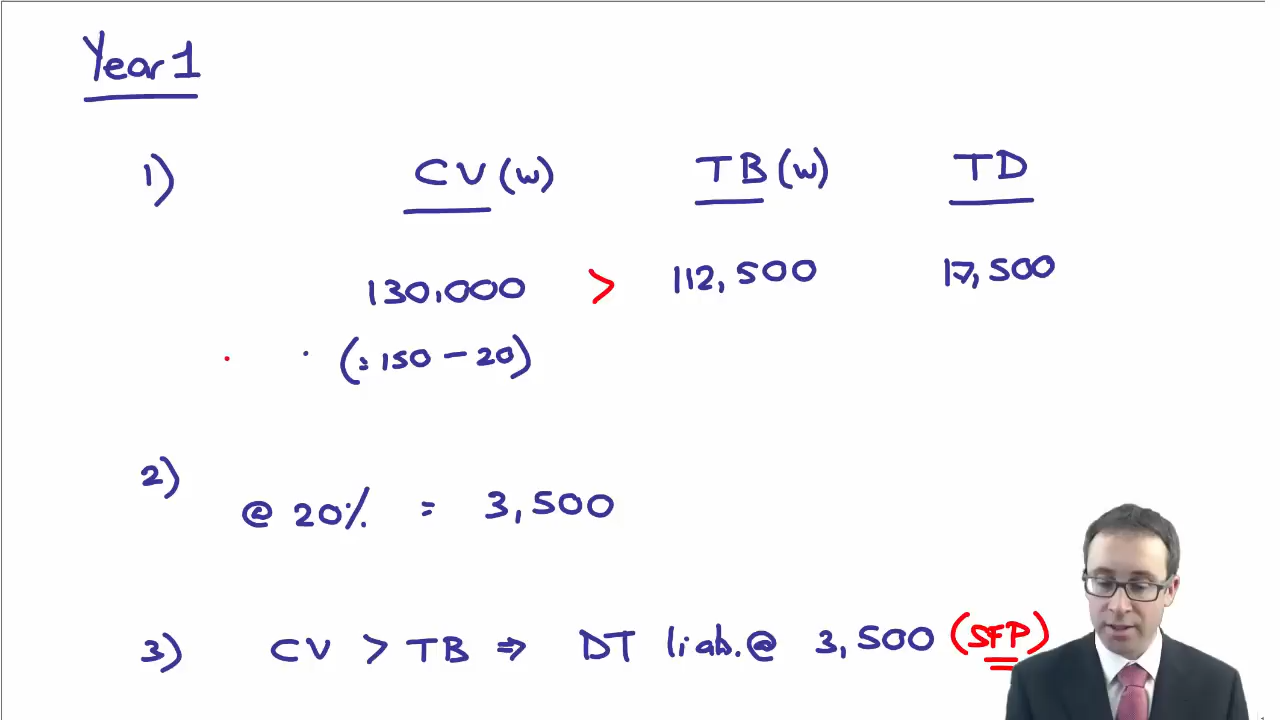 Year 1
1) CV (w) TB (w) TD
130,000 > 112,500 17,500
(= 150 - 20)
2) @ 20% = 3,500
3) CV > TB ⇒ DT liab. @ 3,500 (SFP)